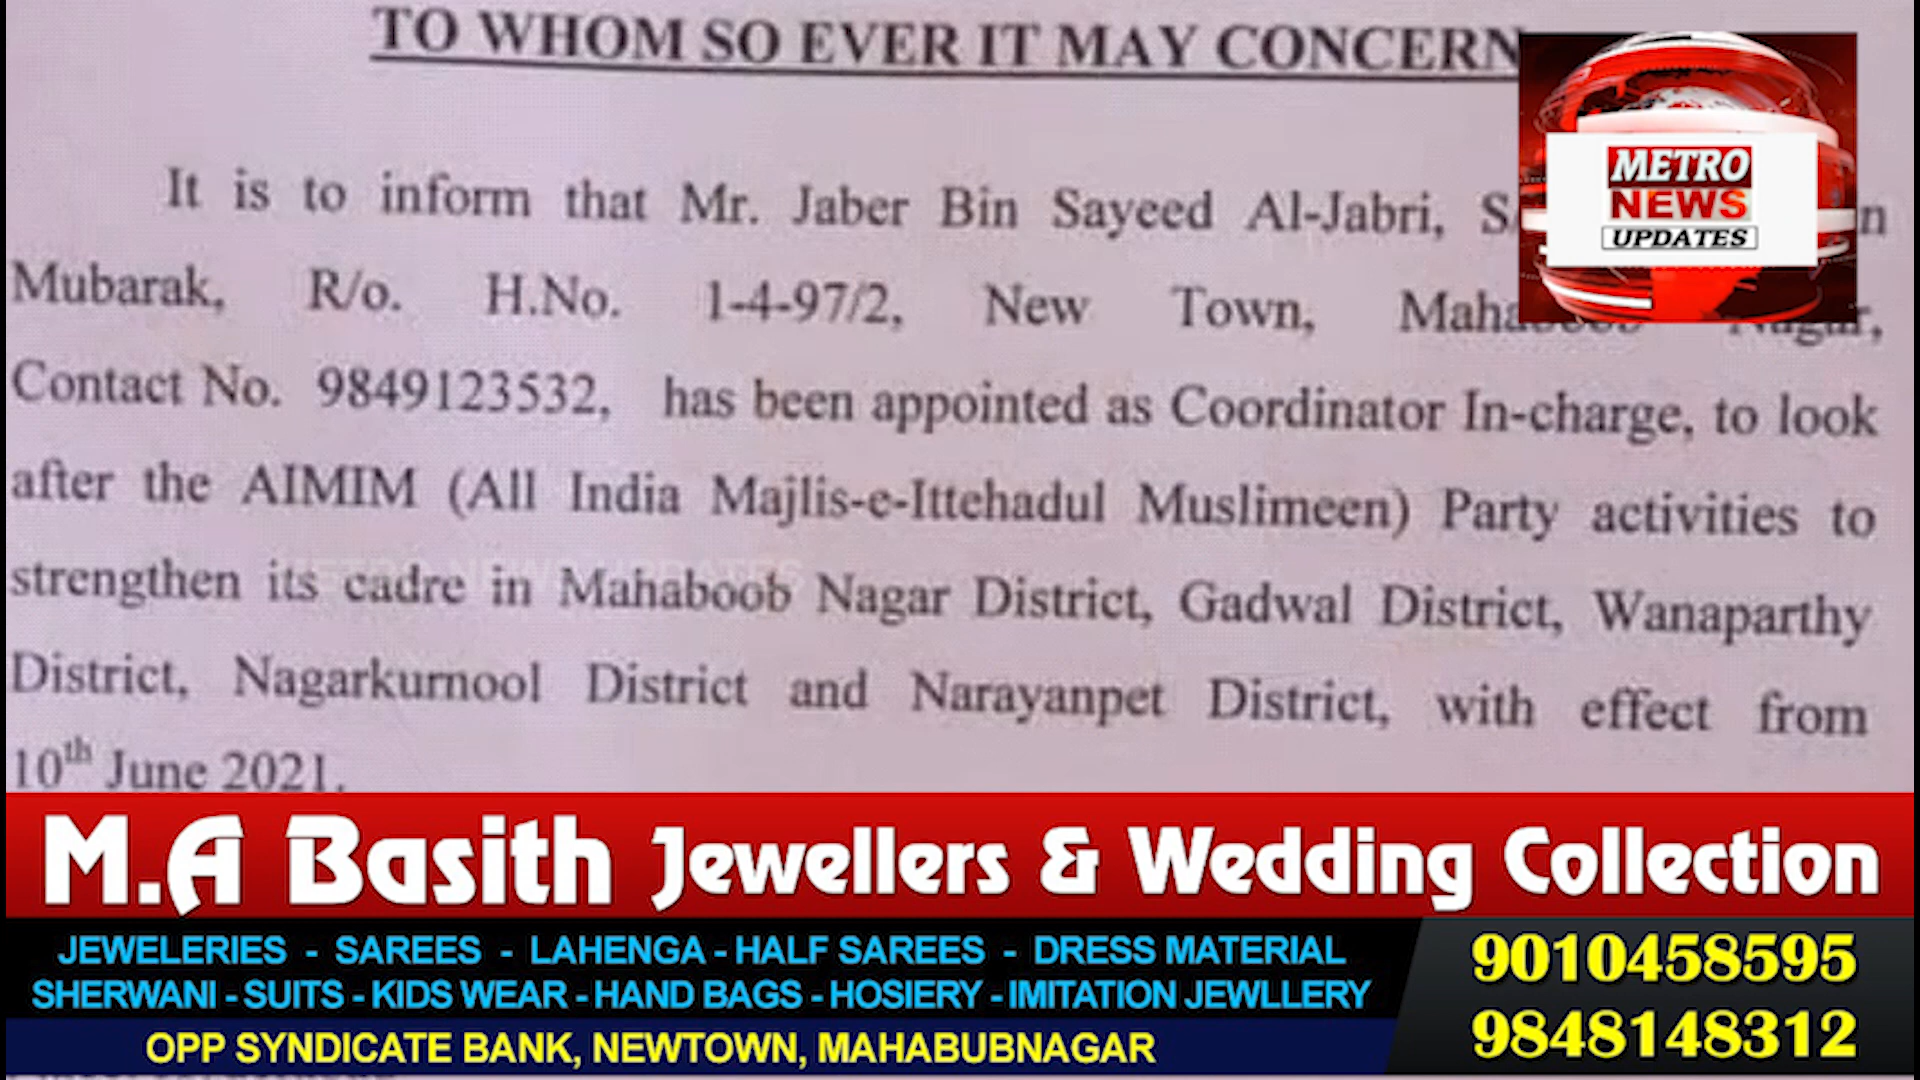 TO WHOM SO EVER IT MAY CONCERN
METRO
NEWS
UPDATES
It is to inform that Mr. Jaber Bin Sayeed Al-Jabri,
Mubarak, R/o. H.No. 1-4-97/2, New Town, Mahaboob Nagar,
Contact No. 9849123532, has been appointed as Coordinator In-charge, to look
after the AIMIM (All India Majlis-e-Ittehadul Muslimeen) Party activities to
strengthen its cadre in Mahaboob Nagar District, Gadwal District, Wanaparthy
District, Nagarkurnool District and Narayanpet District, with effect from
10th June 2021.
M.A Basith Jewellers & Wedding Collection
JEWELERIES - SAREES - LAHENGA - HALF SAREES - DRESS MATERIAL
SHERWANI - SUITS - KIDS WEAR - HAND BAGS - HOSIERY - IMITATION JEWLLERY
OPP SYNDICATE BANK, NEWTOWN, MAHABUBNAGAR
9010458595
9848148312